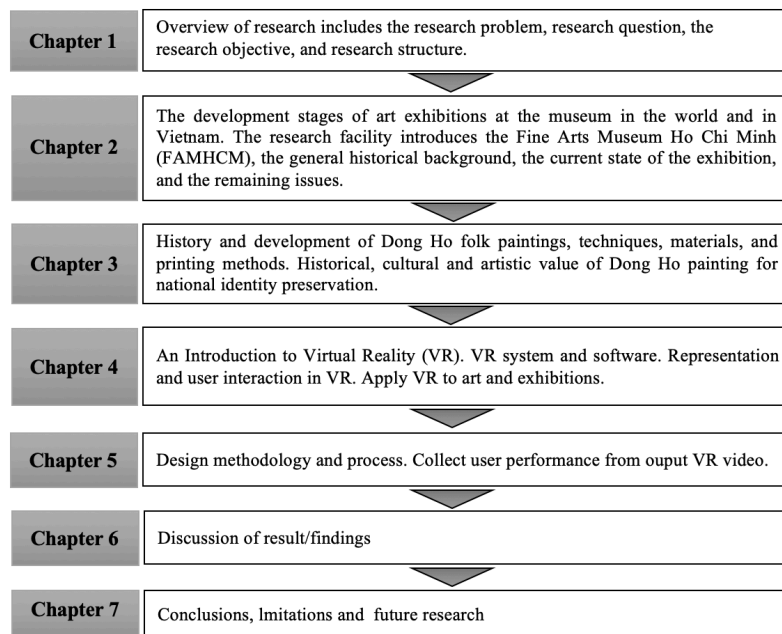 Chapter 1
Overview of research includes the research problem, research question, the
research objective, and research structure.
Chapter 2
The development stages of art exhibitions at the museum in the world and in
Vietnam. The research facility introduces the Fine Arts Museum Ho Chi Minh
(FAMHCM), the general historical background, the current state of the exhibition,
and the remaining issues.
Chapter 3
History and development of Dong Ho folk paintings, techniques, materials, and
printing methods. Historical, cultural and artistic value of Dong Ho painting for
national identity preservation.
Chapter 4
An Introduction to Virtual Reality (VR). VR system and software. Representation
and user interaction in VR. Apply VR to art and exhibitions.
Chapter 5
Design methodology and process. Collect user performance from ouput VR video.
Chapter 6
Discussion of result/findings
Chapter 7
Conclusions, lmitations and future research